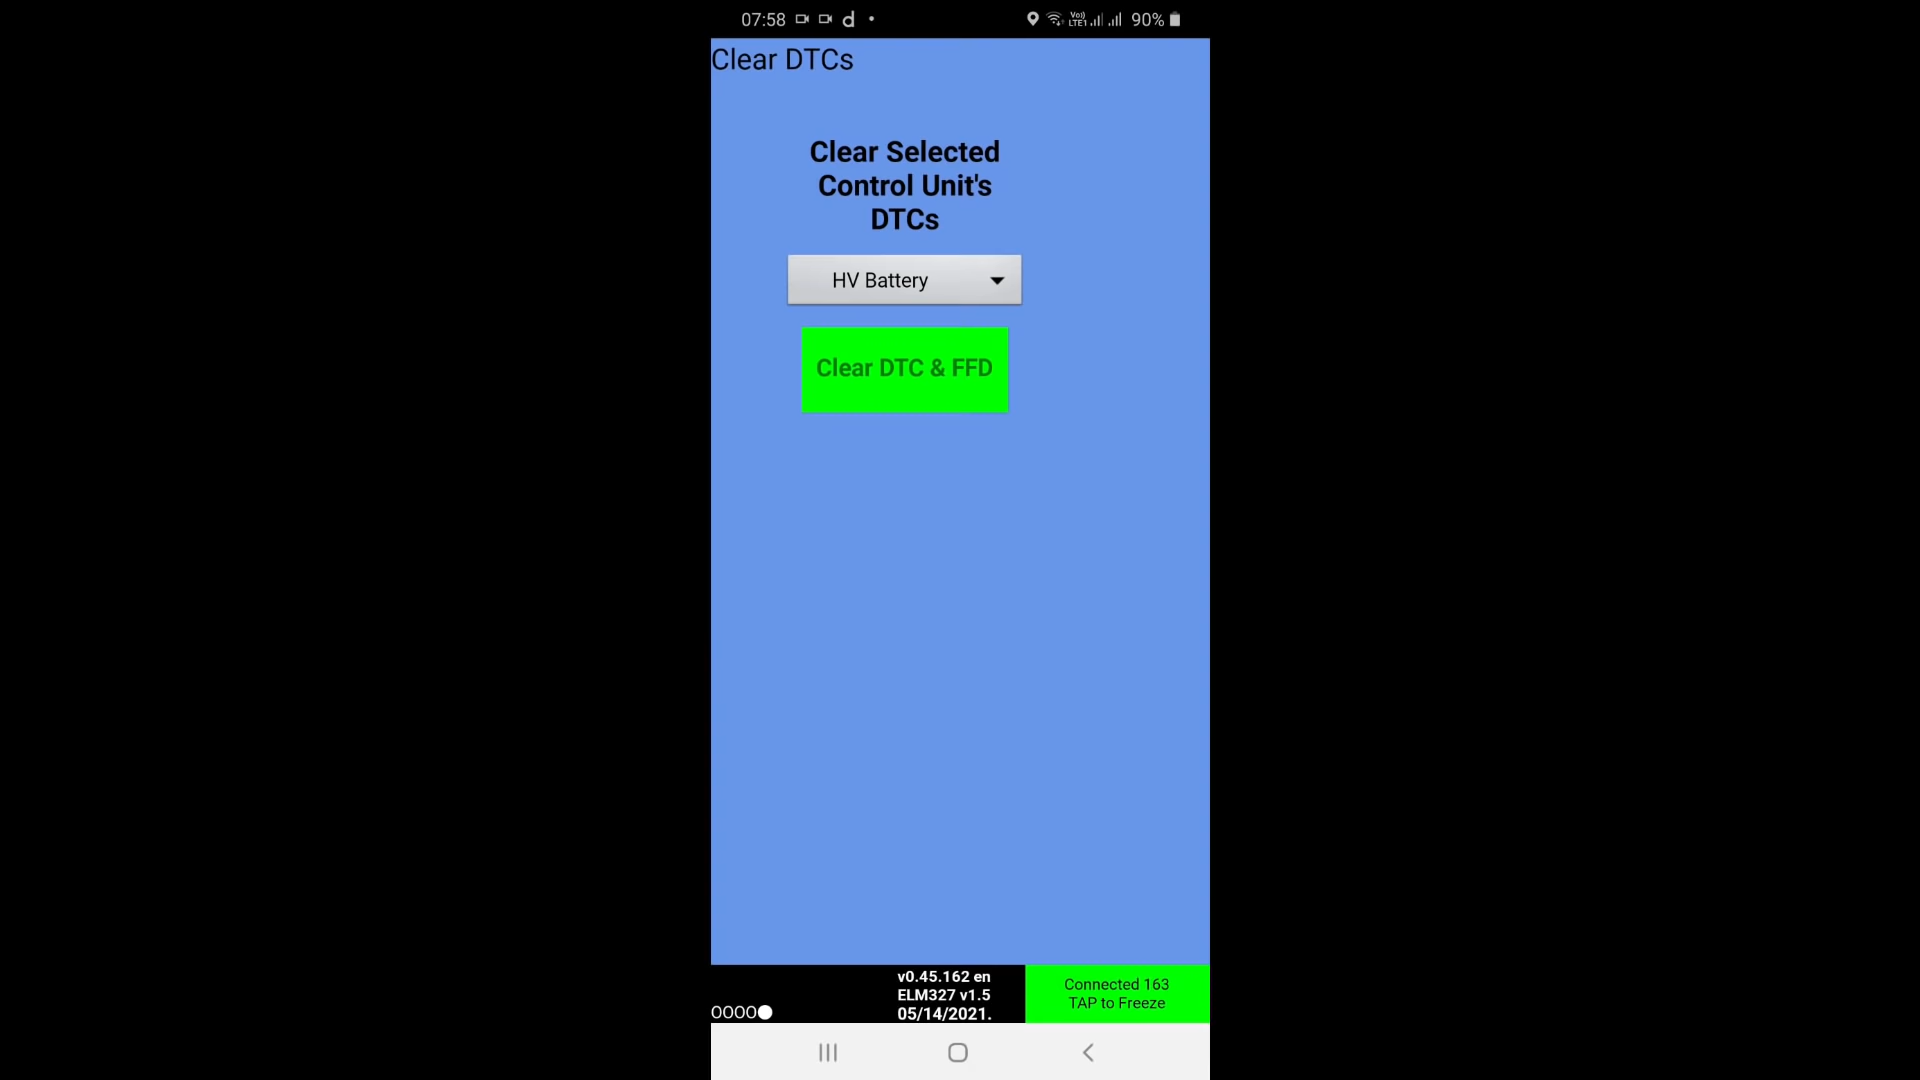 07:58 d 90%
Clear DTCs
Clear Selected
Control Unit's
DTCs
HV Battery
Clear DTC & FFD
v0.45.162 en
ELM327 v1.5
05/14/2021.
Connected 163
TAP to Freeze